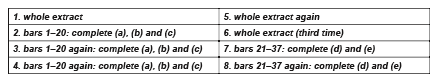 1. whole extract
5. whole extract again
2. bars 1–20: complete (a), (b) and (c)
6. whole extract (third time)
3. bars 1–20 again: complete (a), (b) and (c)
7. bars 21–37: complete (d) and (e)
4. bars 1–20 again: complete (a), (b) and (c)
8. bars 21–37 again: complete (d) and (e)